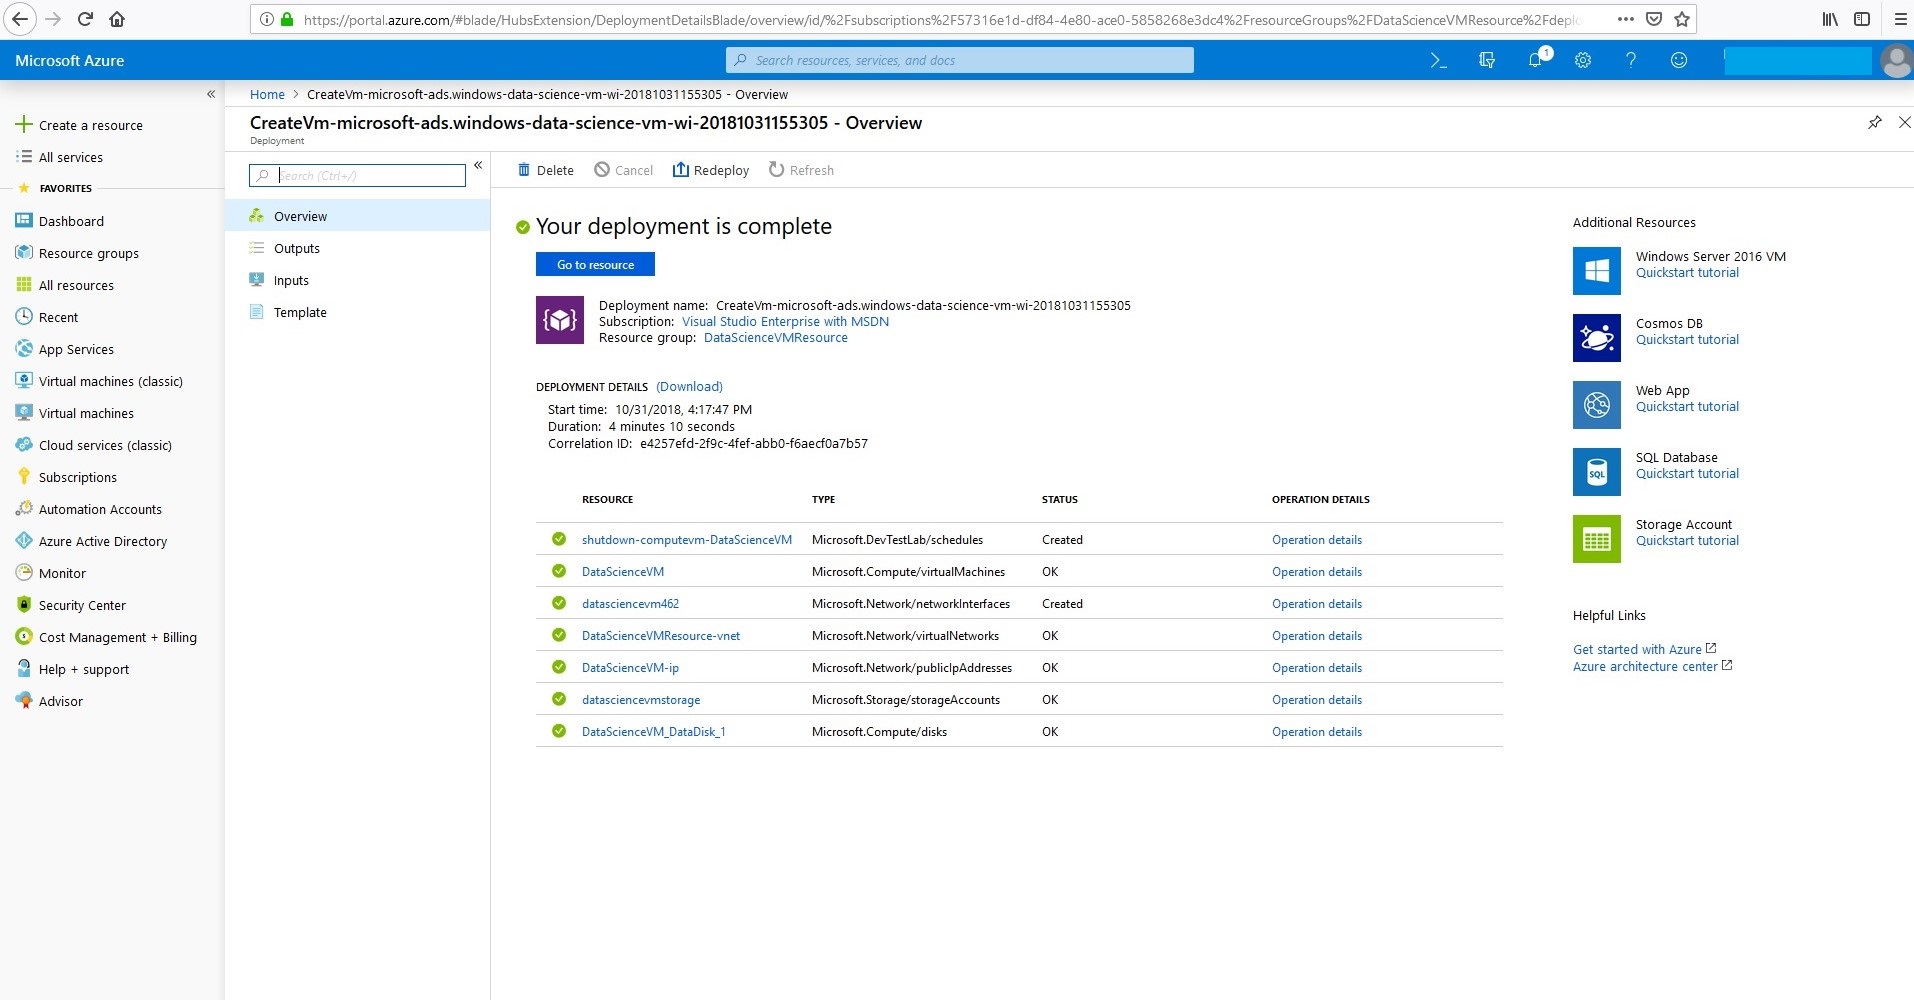 https://portal.azure.com/#blade/HubsExtension/DeploymentDetailsBlade/overview/id/%2Fsubscriptions%2F57316e1d-df84-4e80-ace0-5858268e3dc4%2FresourceGroups%2FDataScienceVMResource%2Fdeplo
Microsoft Azure
Search resources, services, and docs
1
Create a resource
All services
FAVORITES
Dashboard
Resource groups
All resources
Recent
App Services
Virtual machines (classic)
Virtual machines
Cloud services (classic)
Subscriptions
Automation Accounts
Azure Active Directory
Monitor
Security Center
Cost Management + Billing
Help + support
Advisor
Home > CreateVm-microsoft-ads.windows-data-science-vm-wi-20181031155305 - Overview
CreateVm-microsoft-ads.windows-data-science-vm-wi-20181031155305 - Overview
Deployment
Search (Ctrl+/)
Overview
Outputs
Inputs
Template
Delete Cancel Redeploy Refresh
Your deployment is complete
Go to resource
Deployment name: CreateVm-microsoft-ads.windows-data-science-vm-wi-20181031155305
Subscription: Visual Studio Enterprise with MSDN
Resource group: DataScienceVMResource
DEPLOYMENT DETAILS (Download)
Start time: 10/31/2018, 4:17:47 PM
Duration: 4 minutes 10 seconds
Correlation ID: e4257efd-2f9c-4fef-abb0-f6aecf0a7b57
RESOURCE TYPE STATUS OPERATION DETAILS
shutdown-computevm-DataScienceVM Microsoft.DevTestLab/schedules Created Operation details
DataScienceVM Microsoft.Compute/virtualMachines OK Operation details
datasciencevm462 Microsoft.Network/networkInterfaces Created Operation details
DataScienceVMResource-vnet Microsoft.Network/virtualNetworks OK Operation details
DataScienceVM-ip Microsoft.Network/publicIpAddresses OK Operation details
datasciencevmstorage Microsoft.Storage/storageAccounts OK Operation details
DataScienceVM_DataDisk_1 Microsoft.Compute/disks OK Operation details
Additional Resources
Windows Server 2016 VM
Quickstart tutorial
Cosmos DB
Quickstart tutorial
Web App
Quickstart tutorial
SQL
SQL Database
Quickstart tutorial
Storage Account
Quickstart tutorial
Helpful Links
Get started with Azure
Azure architecture center